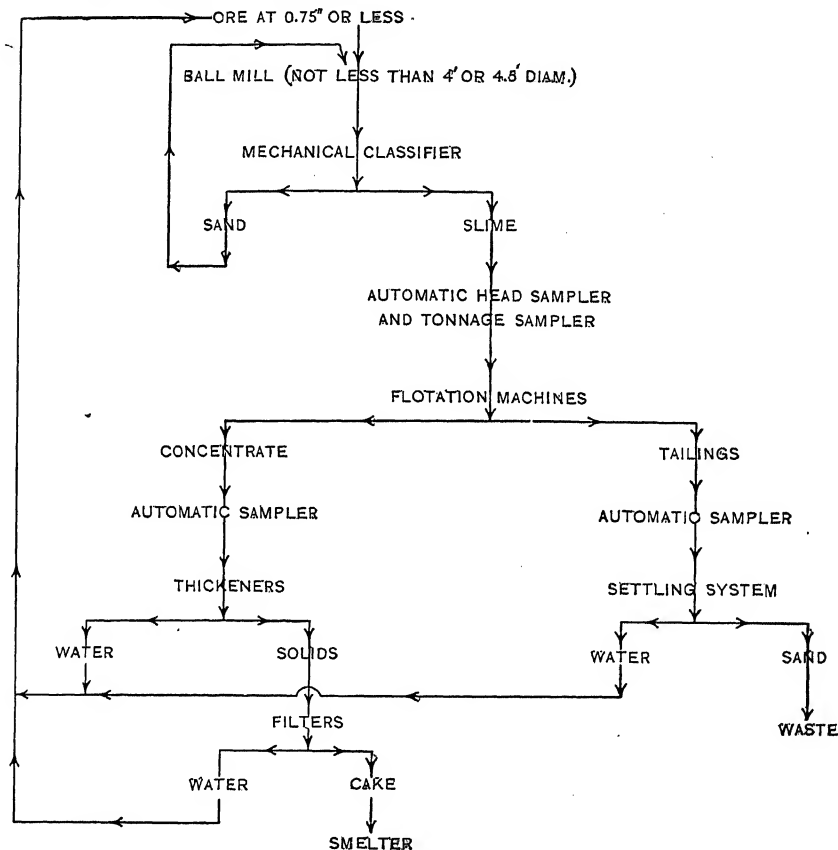 ORE AT 0.75" OR LESS.
BALL MILL (NOT LESS THAN 4' OR 4.8' DIAM.)
MECHANICAL CLASSIFIER
SAND
SLIME
AUTOMATIC HEAD SAMPLER
AND TONNAGE SAMPLER
FLOTATION MACHINES
CONCENTRATE
TAILINGS
AUTOMATIC SAMPLER
AUTOMATIC SAMPLER
THICKENERS
SETTLING SYSTEM
WATER
SOLIDS
WATER
SAND
FILTERS
WASTE
WATER
CAKE
SMELTER